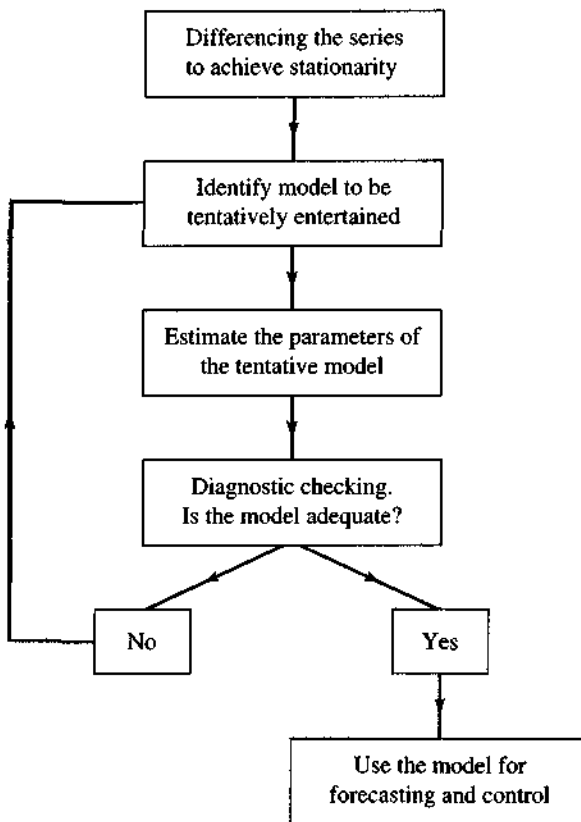 Differencing the series
to achieve stationarity
Identify model to be
tentatively entertained
Estimate the parameters of
the tentative model
Diagnostic checking.
Is the model adequate?
No
Yes
Use the model for
forecasting and control